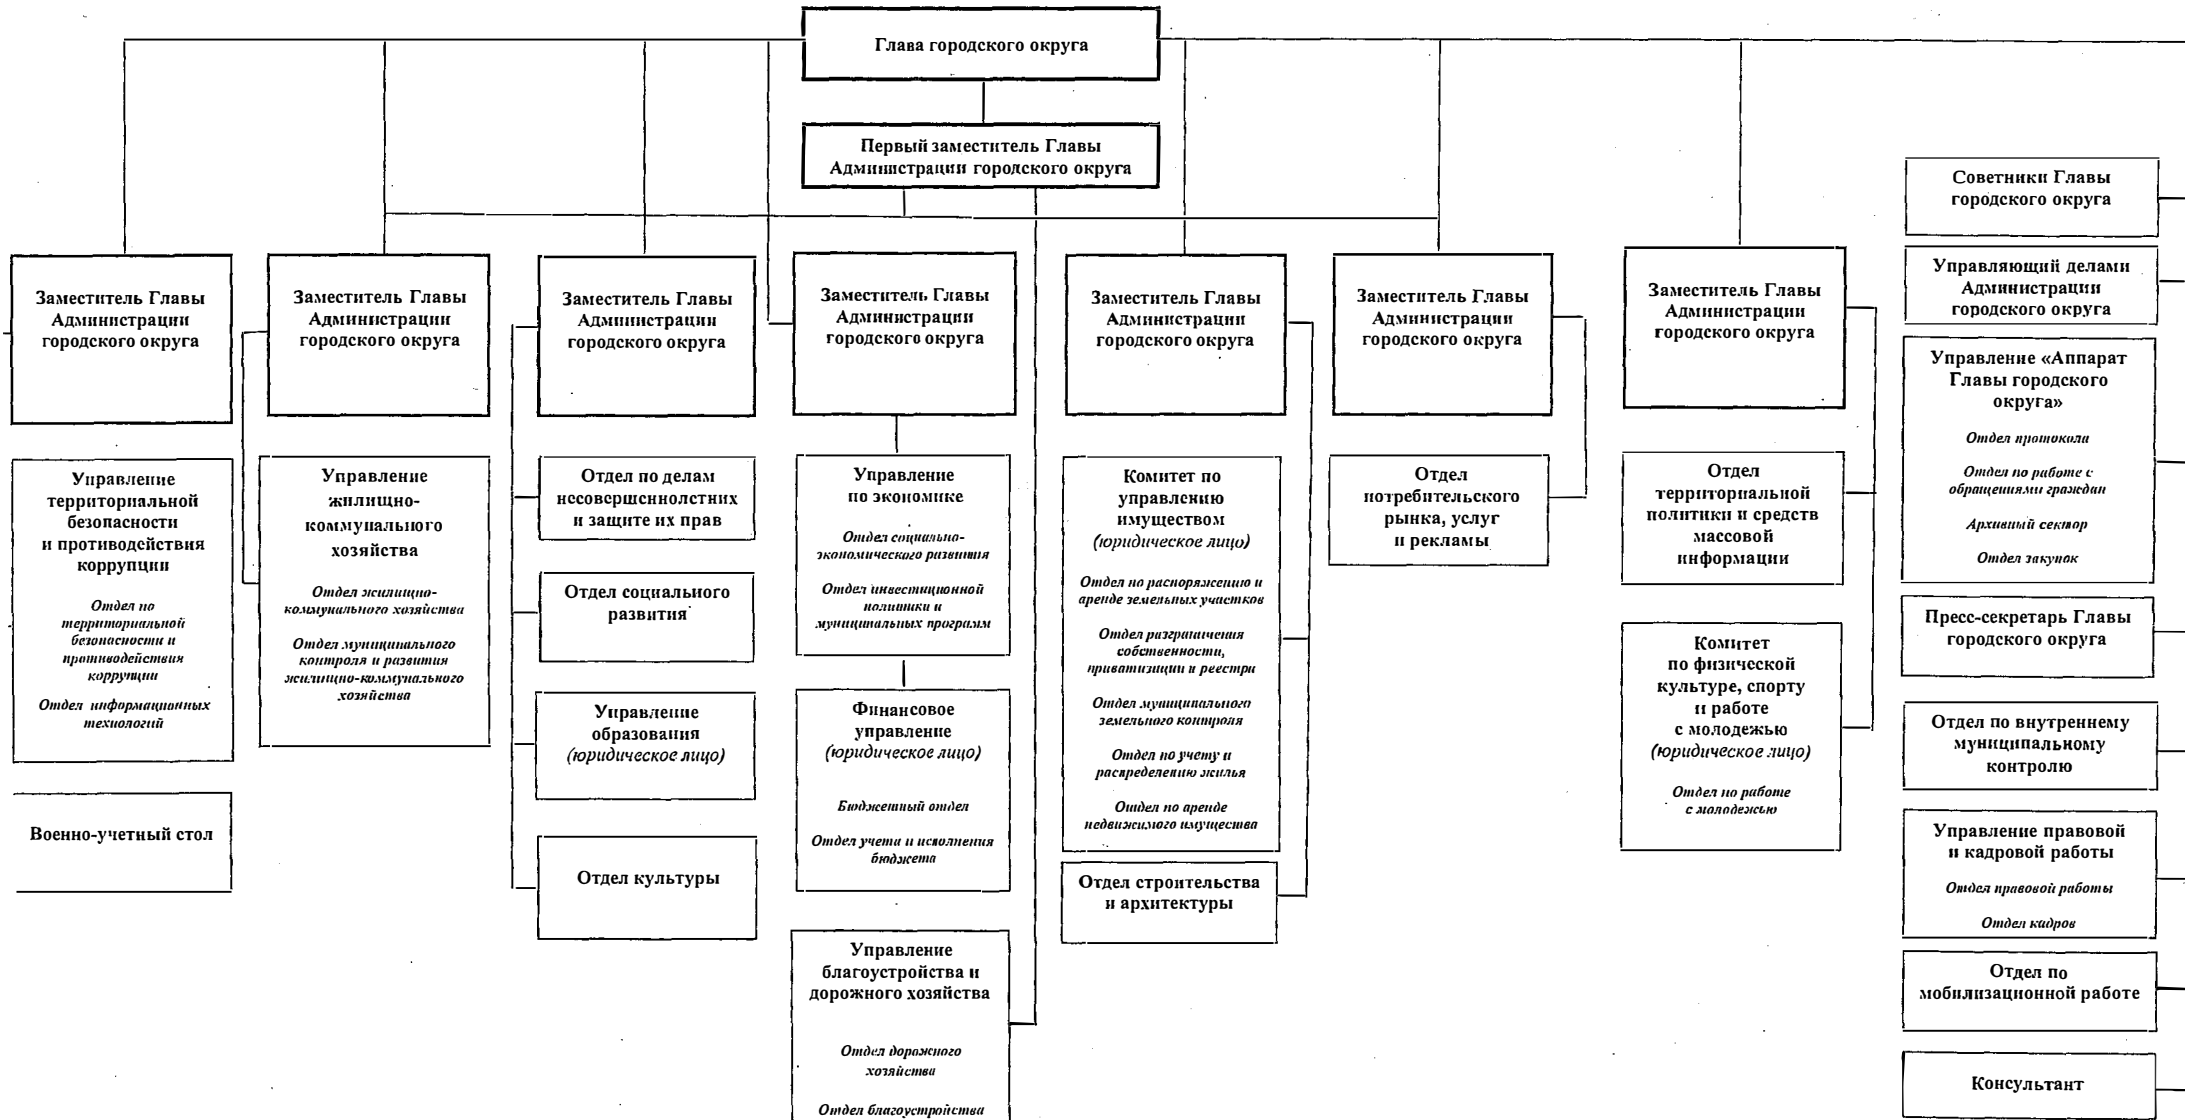 Глава городского округа
Первый заместитель Главы
Администрации городского округа
Заместитель Главы
Администрации
городского округа
Заместитель Главы
Администрации
городского округа
Заместитель Главы
Администрации
городского округа
Заместитель Главы
Администрации
городского округа
Заместитель Главы
Администрации
городского округа
Заместитель Главы
Администрации
городского округа
Заместитель Главы
Администрации
городского округа
Управление
территориальной
безопасности
и противодействия
коррупции
Отдел по
территориальной
безопасности и
противодействия
коррупции
Отдел информационных
технологий
Военно-учетный стол
Управление
жилищно-
коммунального
хозяйства
Отдел жилищно-
коммунального хозяйства
Отдел муниципального
контроля и развития
жилищно-коммунального
хозяйства
Отдел по делам
несовершеннолетних
и защите их прав
Отдел социального
развития
Управление
образования
(юридическое лицо)
Отдел культуры
Управление
по экономике
Отдел социально-
экономического развития
Отдел инвестиционной
политики и
муниципальных программ
Финансовое
управление
(юридическое лицо)
Бюджетный отдел
Отдел учета и исполнения
бюджета
Управление
благоустройства и
дорожного хозяйства
Отдел дорожного
хозяйства
Отдел благоустройства
Комитет по
управлению
имуществом
(юридическое лицо)
Отдел по распоряжению и
аренде земельных участков
Отдел разграничения
собственности,
приватизации и реестра
Отдел муниципального
земельного контроля
Отдел по учету и
распределению жилья
Отдел по аренде
недвижимого имущества
Отдел строительства
и архитектуры
Отдел
потребительского
рынка, услуг
и рекламы
Отдел
территориальной
политики и средств
массовой
информации
Комитет
по физической
культуре, спорту
и работе
с молодежью
(юридическое лицо)
Отдел по работе
с молодежью
Советники Главы
городского округа
Управляющий делами
Администрации
городского округа
Управление «Аппарат
Главы городского
округа»
Отдел протокола
Отдел по работе с
обращениями граждан
Архивный сектор
Отдел закупок
Пресс-секретарь Главы
городского округа
Отдел по внутреннему
муниципальному
контролю
Управление правовой
и кадровой работы
Отдел правовой работы
Отдел кадров
Отдел по
мобилизационной работе
Консультант